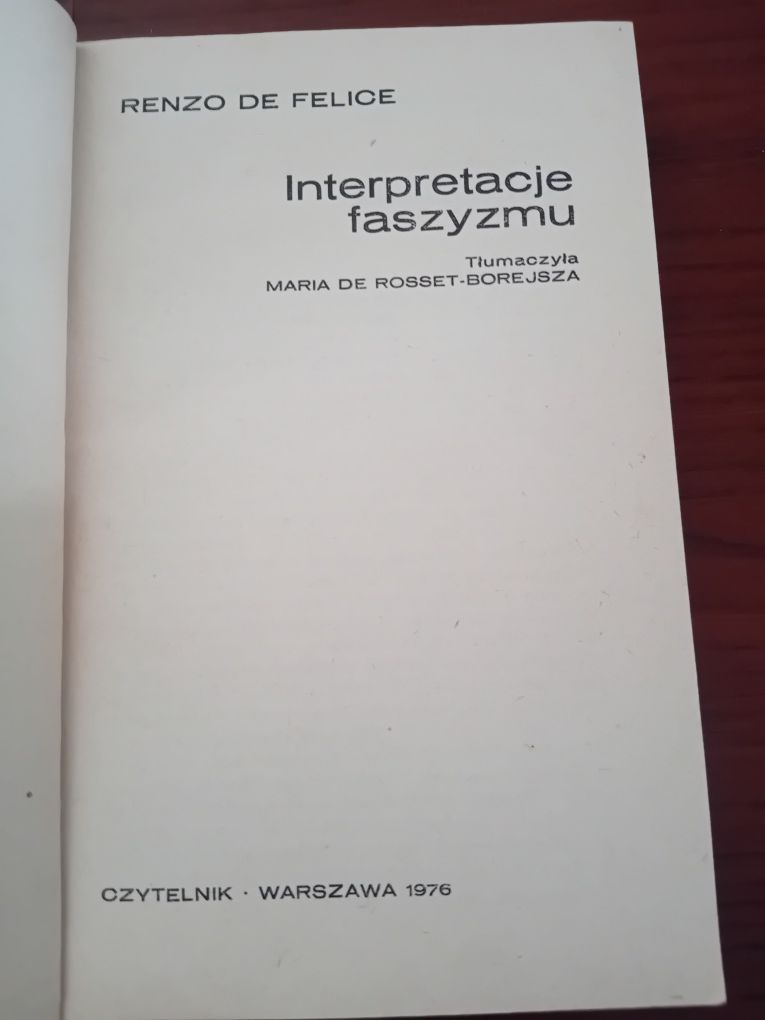 RENZO DE FELICE
Interpretacje
faszyzmu
Tłumaczyła
MARIA DE ROSSET-BOREJSZA
CZYTELNIK · WARSZAWA 1976